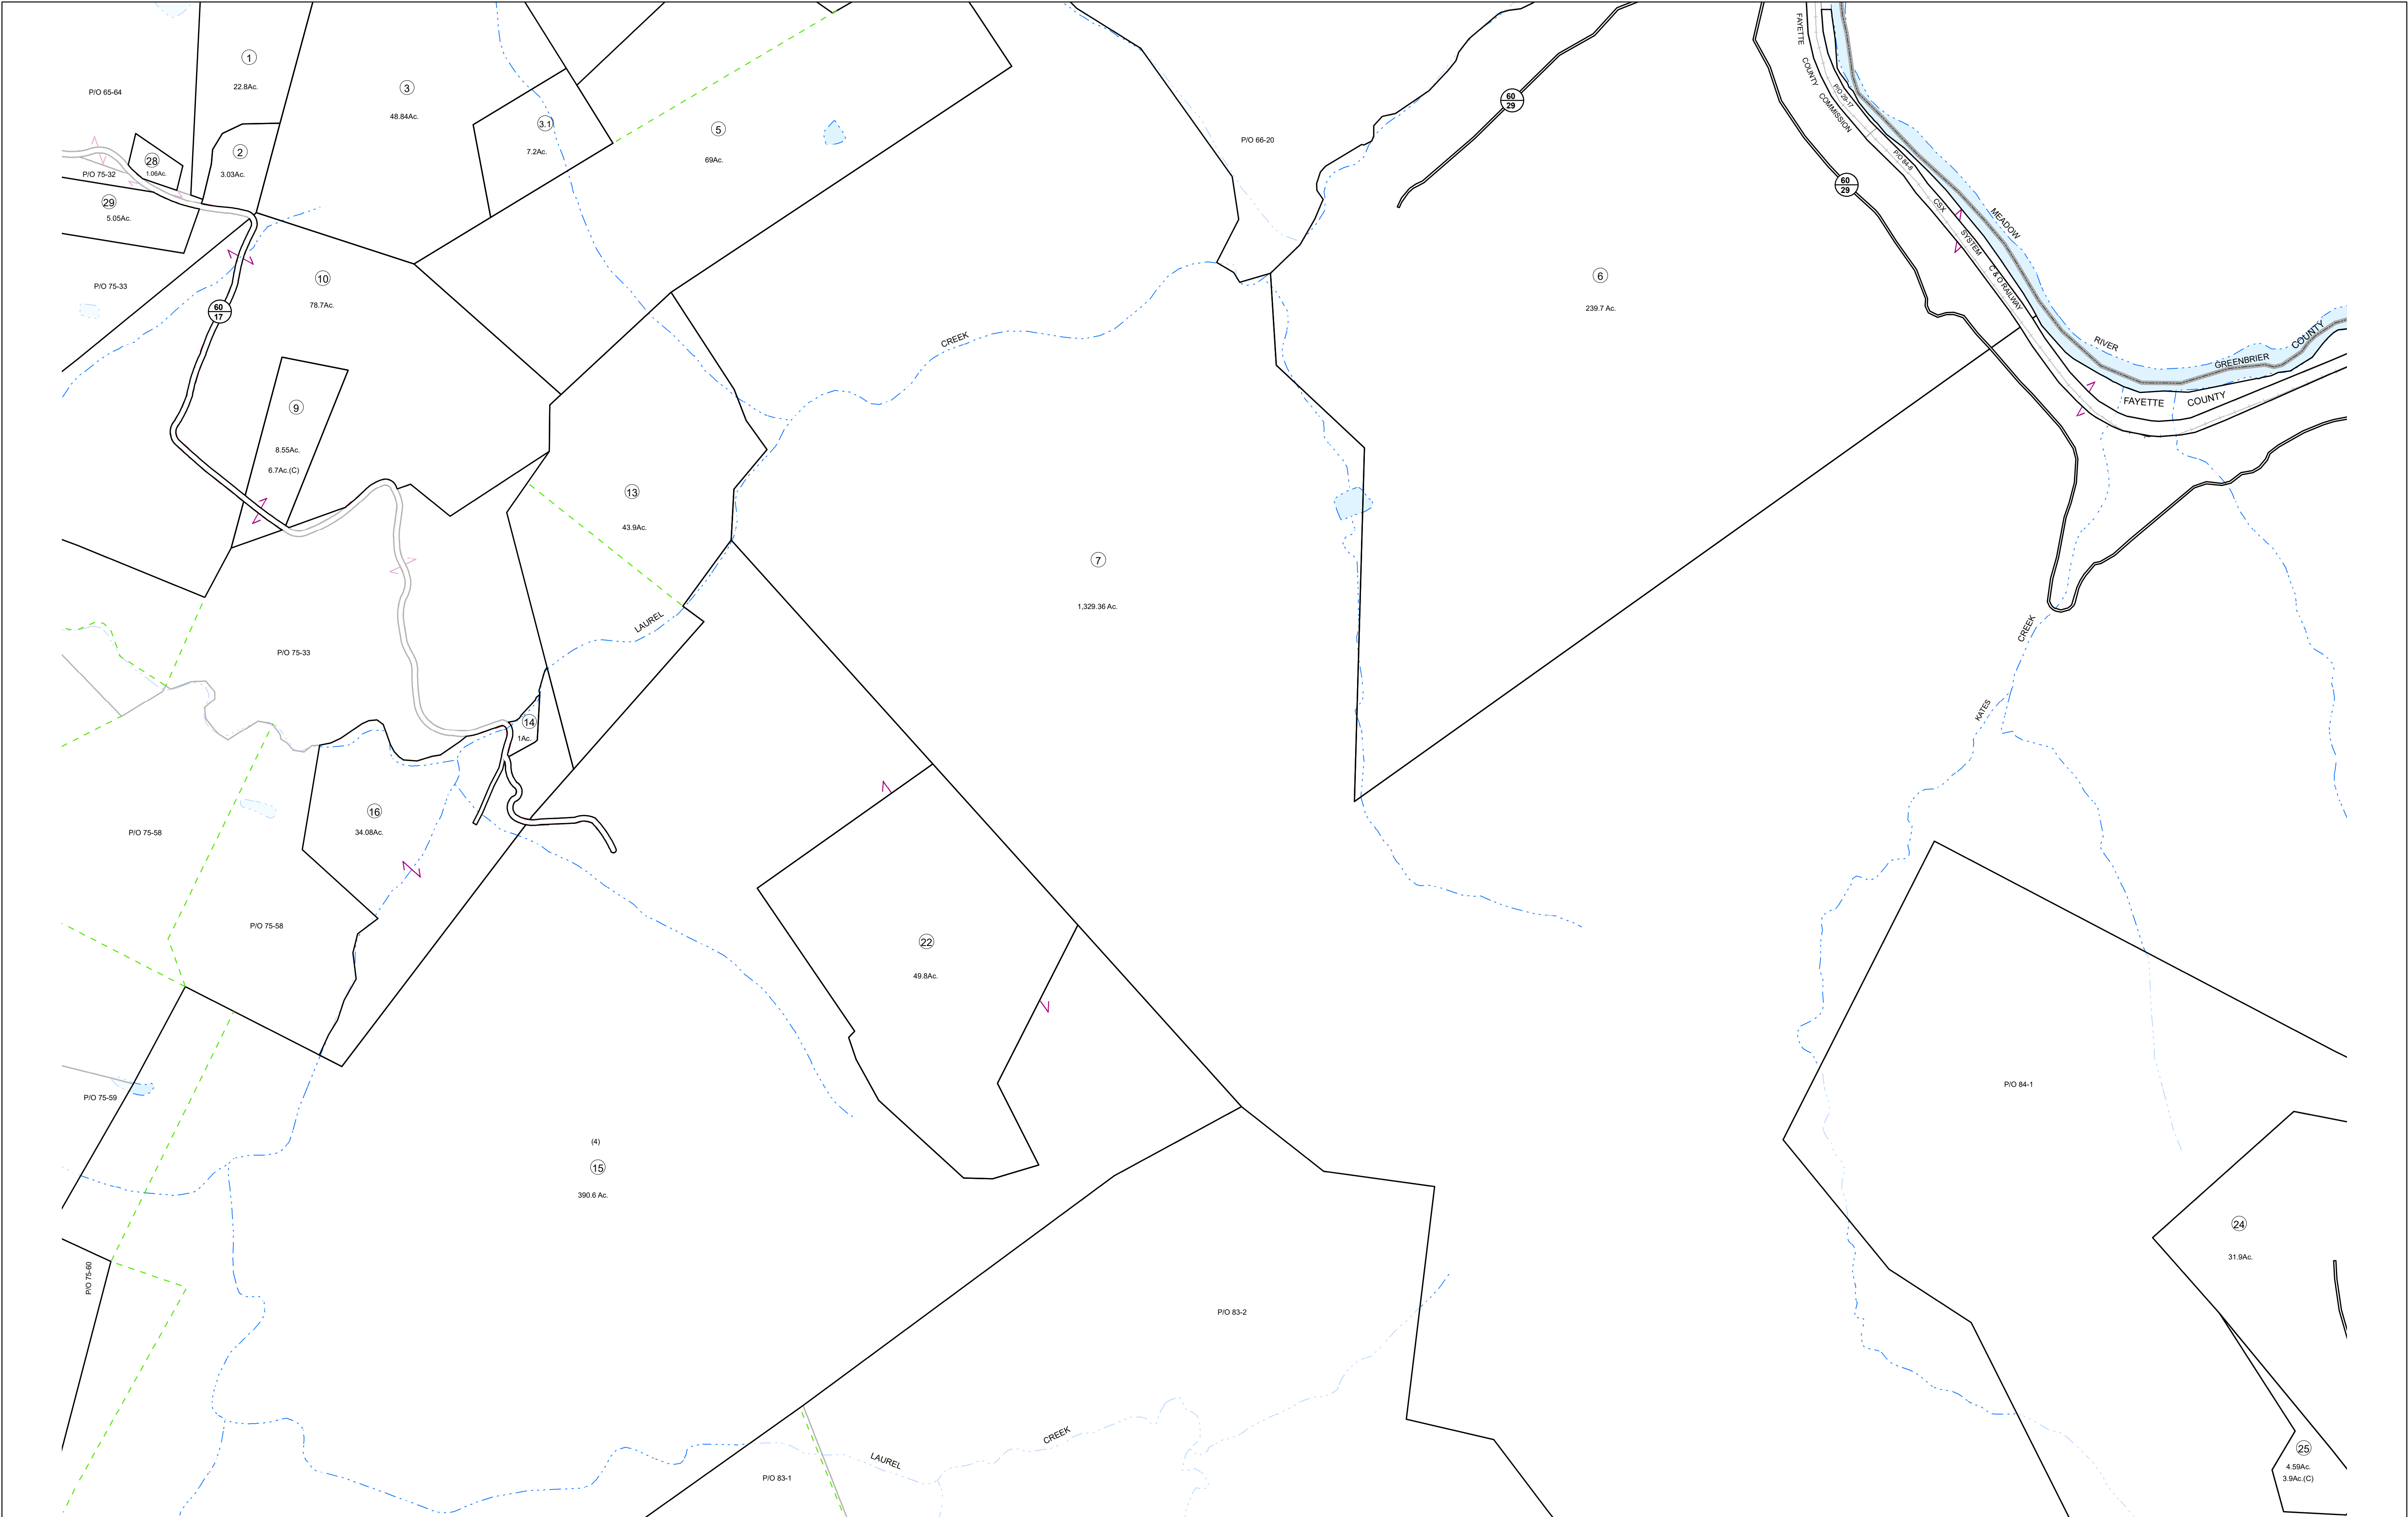 1
22.8Ac.
P/O 65-64
3
48.84Ac.
3.1
7.2Ac.
5
69Ac.
2
3.03Ac.
28
1.06Ac.
P/O 75-32
29
5.05Ac.
P/O 75-33
10
78.7Ac.
60
17
9
8.55Ac.
6.7Ac.(C)
13
43.9Ac.
LAUREL
CREEK
P/O 66-20
60
29
6
239.7 Ac.
FAYETTE
COUNTY
COMMISSION
P/O 29-17
P/O 84-8
60
29
CSX
SYSTEM
C & O RAILWAY
MEADOW
RIVER
GREENBRIER
COUNTY
FAYETTE
COUNTY
7
1,329.36 Ac.
KATES
CREEK
P/O 75-33
14
1Ac.
16
34.08Ac.
P/O 75-58
P/O 75-58
22
49.8Ac.
P/O 75-59
(4)
15
390.6 Ac.
P/O 75-60
P/O 84-1
24
31.9Ac.
P/O 83-2
LAUREL
CREEK
P/O 83-1
25
4.59Ac.
3.9Ac.(C)